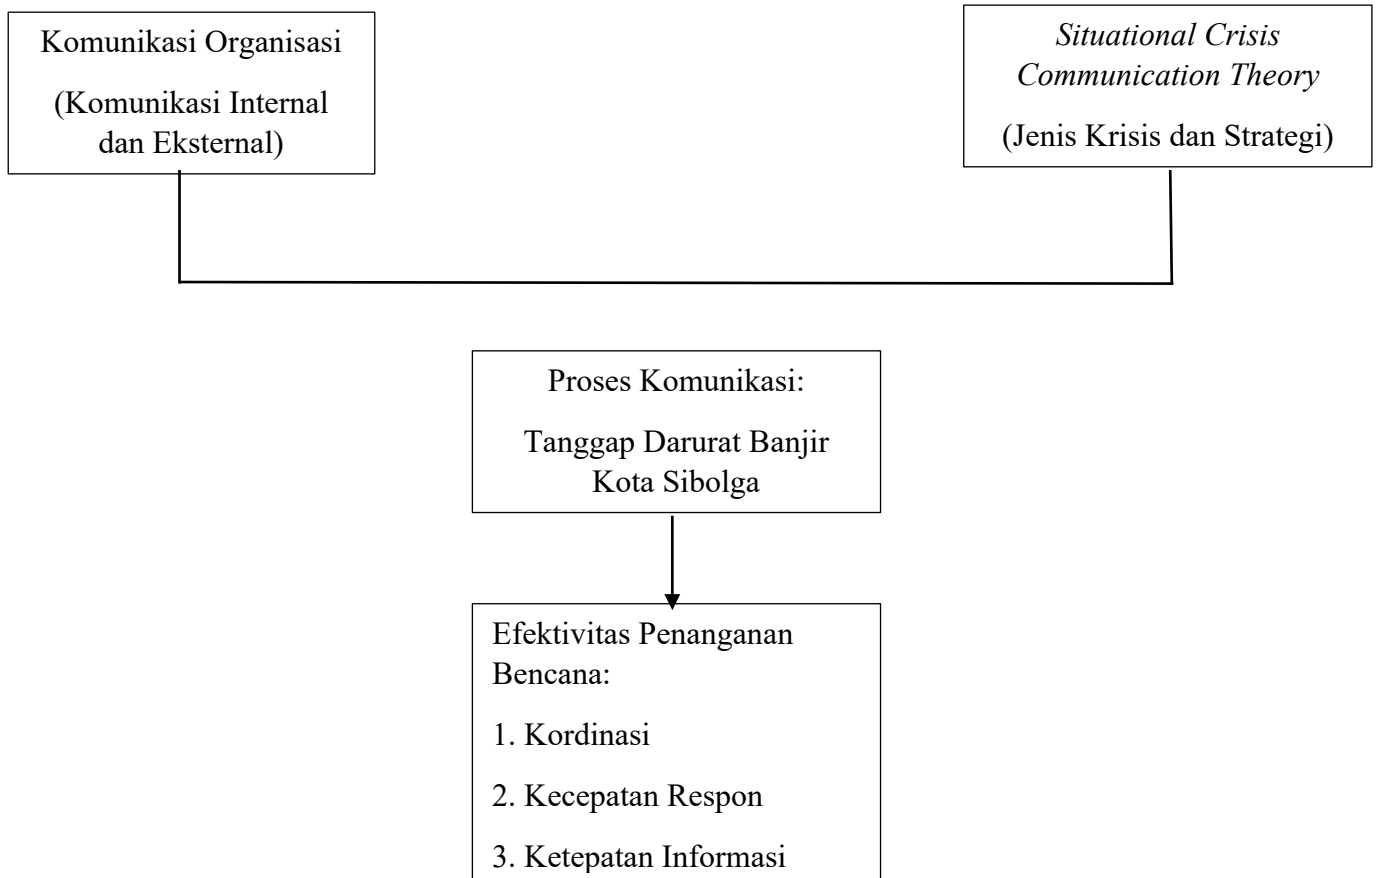 Komunikasi Organisasi
(Komunikasi Internal
dan Eksternal)
Situational Crisis
Communication Theory
(Jenis Krisis dan Strategi)
Proses Komunikasi:
Tanggap Darurat Banjir
Kota Sibolga
Efektivitas Penanganan
Bencana:
1. Kordinasi
2. Kecepatan Respon
3. Ketepatan Informasi